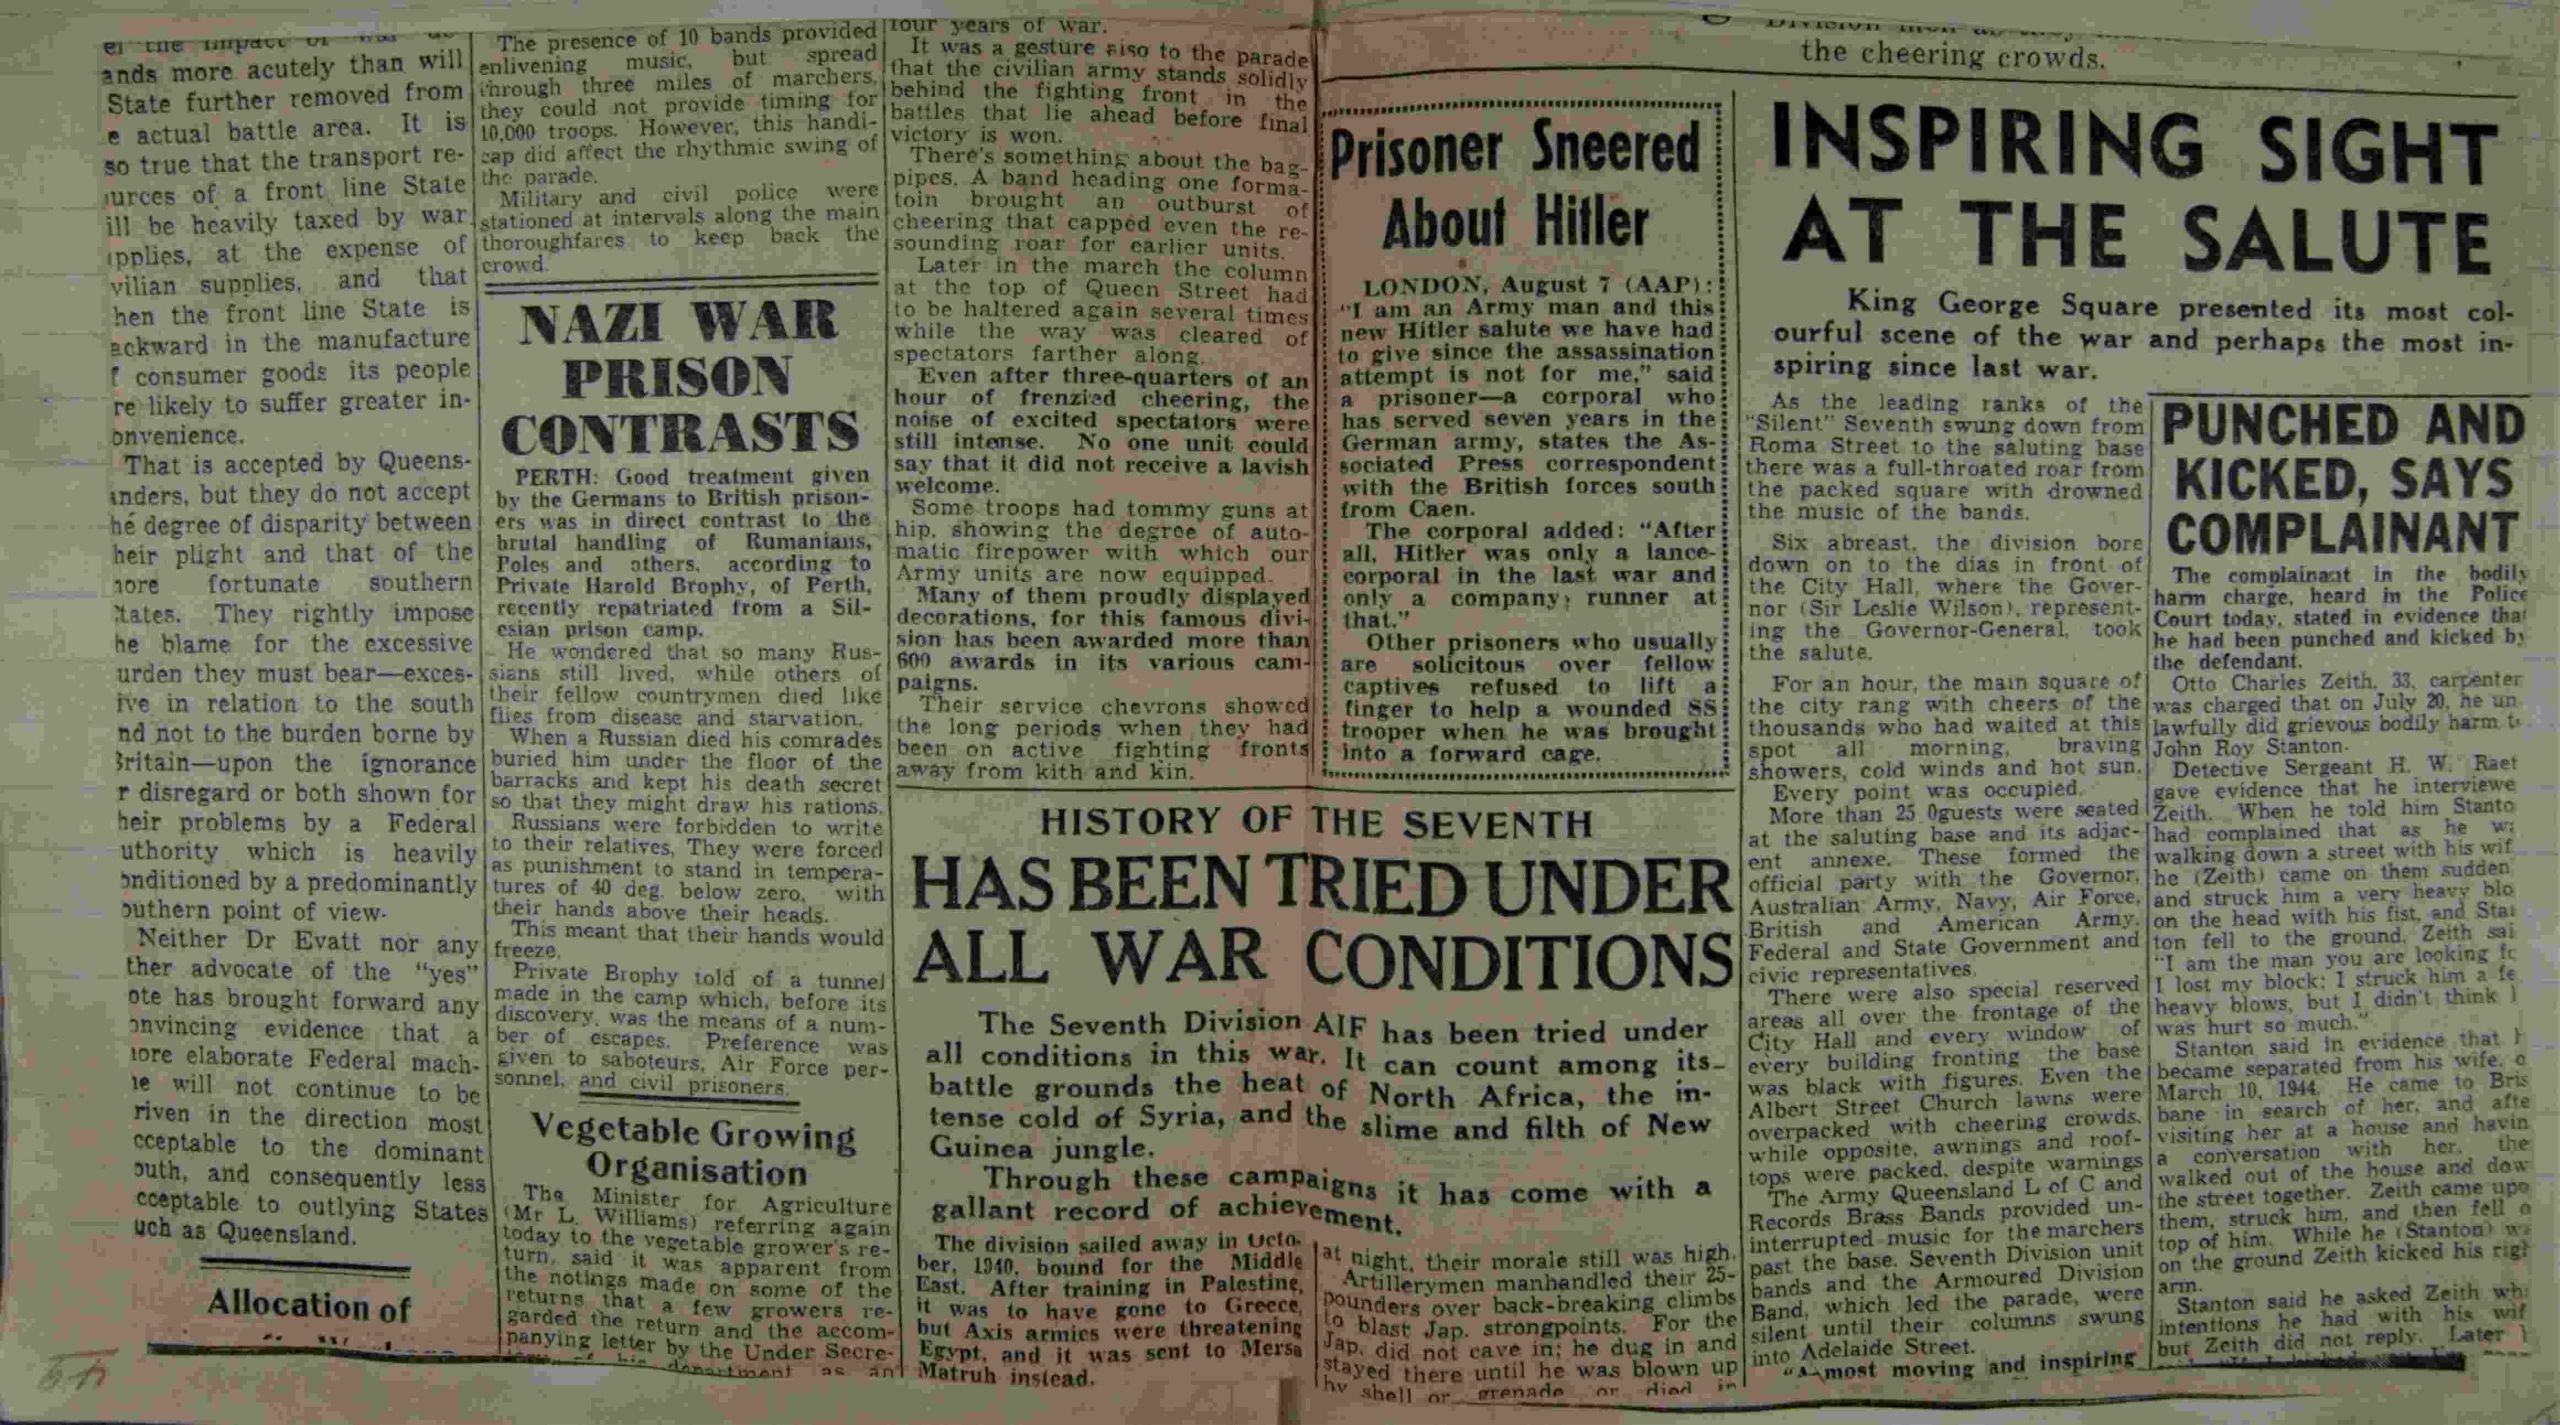 ands more acutely than will
State further removed from
e actual battle area. It is
so true that the transport re-
urces of a front line State
ill be heavily taxed by war
pplies, at the expense of
vilian supplies, and that
hen the front line State is
ackward in the manufacture
f consumer goods its people
re likely to suffer greater in-
onvenience.
That is accepted by Queens-
anders, but they do not accept
he degree of disparity between
heir plight and that of the
nore fortunate southern
tates. They rightly impose
he blame for the excessive
urden they must bear—exces-
ive in relation to the south
nd not to the burden borne by
Britain—upon the ignorance
r disregard or both shown for
heir problems by a Federal
uthority which is heavily
onditioned by a predominantly
outhern point of view.
Neither Dr Evatt nor any
ther advocate of the "yes"
ote has brought forward any
onvincing evidence that a
nore elaborate Federal mach-
ne will not continue to be
riven in the direction most
cceptable to the dominant
outh, and consequently less
cceptable to outlying States
uch as Queensland.
Allocation of
The presence of 10 bands provided
enlivening music, but spread
through three miles of marchers,
they could not provide timing for
10,000 troops. However, this handi-
cap did affect the rhythmic swing of
the parade.
Military and civil police were
stationed at intervals along the main
thoroughfares to keep back the
crowd.
NAZI WAR
PRISON
CONTRASTS
PERTH: Good treatment given
by the Germans to British prison-
ers was in direct contrast to the
brutal handling of Rumanians,
Poles and others, according to
Private Harold Brophy, of Perth,
recently repatriated from a Sil-
esian prison camp.
He wondered that so many Rus-
sians still lived, while others of
their fellow countrymen died like
flies from disease and starvation.
When a Russian died his comrades
buried him under the floor of the
barracks and kept his death secret
so that they might draw his rations.
Russians were forbidden to write
to their relatives. They were forced
as punishment to stand in tempera-
tures of 40 deg. below zero, with
their hands above their heads.
This meant that their hands would
freeze.
Private Brophy told of a tunnel
made in the camp which, before its
discovery, was the means of a num-
ber of escapes. Preference was
given to saboteurs, Air Force per-
sonnel, and civil prisoners.
Vegetable Growing
Organisation
The Minister for Agriculture
(Mr L. Williams) referring again
today to the vegetable grower's re-
turn, said it was apparent from
the notings made on some of the
returns that a few growers re-
garded the return and the accom-
panying letter by the Under Secre-
department as an
four years of war.
It was a gesture also to the parade
that the civilian army stands solidly
behind the fighting front in the
battles that lie ahead before final
victory is won.
There's something about the bag-
pipes. A band heading one forma-
toin brought an outburst of
cheering that capped even the re-
sounding roar for earlier units.
Later in the march the column
at the top of Queen Street had
to be haltered again several times
while the way was cleared of
spectators farther along.
Even after three-quarters of an
hour of frenzied cheering, the
noise of excited spectators were
still intense. No one unit could
say that it did not receive a lavish
welcome.
Some troops had tommy guns at
hip, showing the degree of auto-
matic firepower with which our
Army units are now equipped.
Many of them proudly displayed
decorations, for this famous divi-
sion has been awarded more than
600 awards in its various cam-
paigns.
Their service chevrons showed
the long periods when they had
been on active fighting fronts
away from kith and kin.
Prisoner Sneered
About Hitler
LONDON, August 7 (AAP):
"I am an Army man and this
new Hitler salute we have had
to give since the assassination
attempt is not for me," said
a prisoner—a corporal who
has served seven years in the
German army, states the As-
sociated Press correspondent
with the British forces south
from Caen.
The corporal added: "After
all, Hitler was only a lance-
corporal in the last war and
only a company runner at
that."
Other prisoners who usually
are solicitous over fellow
captives refused to lift a
finger to help a wounded SS
trooper when he was brought
into a forward cage.
HISTORY OF THE SEVENTH
HAS BEEN TRIED UNDER
ALL WAR CONDITIONS
The Seventh Division AIF has been tried under
all conditions in this war. It can count among its
battle grounds the heat of North Africa, the in-
tense cold of Syria, and the slime and filth of New
Guinea jungle.
Through these campaigns it has come with a
gallant record of achievement.
The division sailed away in Octo-
ber, 1940, bound for the Middle
East. After training in Palestine,
it was to have gone to Greece,
but Axis armies were threatening
Egypt, and it was sent to Mersa
Matruh instead.
at night, their morale still was high.
Artillerymen manhandled their 25-
pounders over back-breaking climbs
to blast Jap. strongpoints. For the
Jap. did not cave in; he dug in and
stayed there until he was blown up
by shell or grenade or died in
the cheering crowds.
INSPIRING SIGHT
AT THE SALUTE
King George Square presented its most col-
ourful scene of the war and perhaps the most in-
spiring since last war.
As the leading ranks of the
"Silent" Seventh swung down from
Roma Street to the saluting base
there was a full-throated roar from
the packed square with drowned
the music of the bands.
Six abreast, the division bore
down on to the dias in front of
the City Hall, where the Gover-
nor (Sir Leslie Wilson), represent-
ing the Governor-General, took
the salute.
For an hour, the main square of
the city rang with cheers of the
thousands who had waited at this
spot all morning, braving
showers, cold winds and hot sun.
Every point was occupied.
More than 25 0guests were seated
at the saluting base and its adjac-
ent annexe. These formed the
official party with the Governor,
Australian Army, Navy, Air Force,
British and American Army,
Federal and State Government and
civic representatives.
There were also special reserved
areas all over the frontage of the
City Hall and every window of
every building fronting the base
was black with figures. Even the
Albert Street Church lawns were
overpacked with cheering crowds,
while opposite, awnings and roof-
tops were packed, despite warnings
The Army Queensland L of C and
Records Brass Bands provided un-
interrupted music for the marchers
past the base. Seventh Division unit
bands and the Armoured Division
Band, which led the parade, were
silent until their columns swung
into Adelaide Street.
"A most moving and inspiring
PUNCHED AND
KICKED, SAYS
COMPLAINANT
The complainant in the bodily
harm charge, heard in the Police
Court today, stated in evidence that
he had been punched and kicked by
the defendant.
Otto Charles Zeith, 33, carpenter
was charged that on July 20, he un
lawfully did grievous bodily harm t
John Roy Stanton.
Detective Sergeant H. W. Raet
gave evidence that he interviewe
Zeith. When he told him Stanto
had complained that as he w
walking down a street with his wif
he (Zeith) came on them sudden
and struck him a very heavy blo
on the head with his fist, and Stan
ton fell to the ground. Zeith sai
"I am the man you are looking fo
I lost my block; I struck him a fe
heavy blows, but I didn't think
was hurt so much."
Stanton said in evidence that h
became separated from his wife, o
March 10, 1944. He came to Bris
bane in search of her, and afte
visiting her at a house and havin
a conversation with her, the
walked out of the house and dow
the street together. Zeith came upo
them, struck him, and then fell o
top of him. While he (Stanton) wa
on the ground Zeith kicked his righ
arm.
Stanton said he asked Zeith wh
intentions he had with his wif
but Zeith did not reply. Later